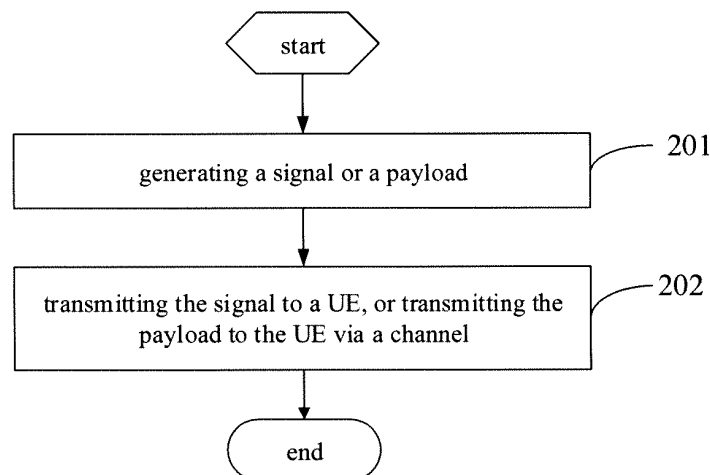 start
generating a signal or a payload
201
transmitting the signal to a UE, or transmitting the
payload to the UE via a channel
202
end